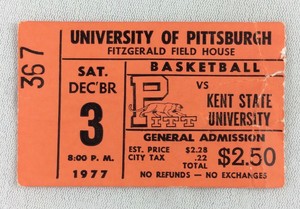 367
UNIVERSITY OF PITTSBURGH
FITZGERALD FIELD HOUSE
SAT.
DEC'BR
3
8:00 P. M.
1977
BASKETBALL
PITT
VS
KENT STATE
UNIVERSITY
GENERAL ADMISSION
EST. PRICE $2.28
CITY TAX .22
TOTAL
$2.50
NO REFUNDS — NO EXCHANGES